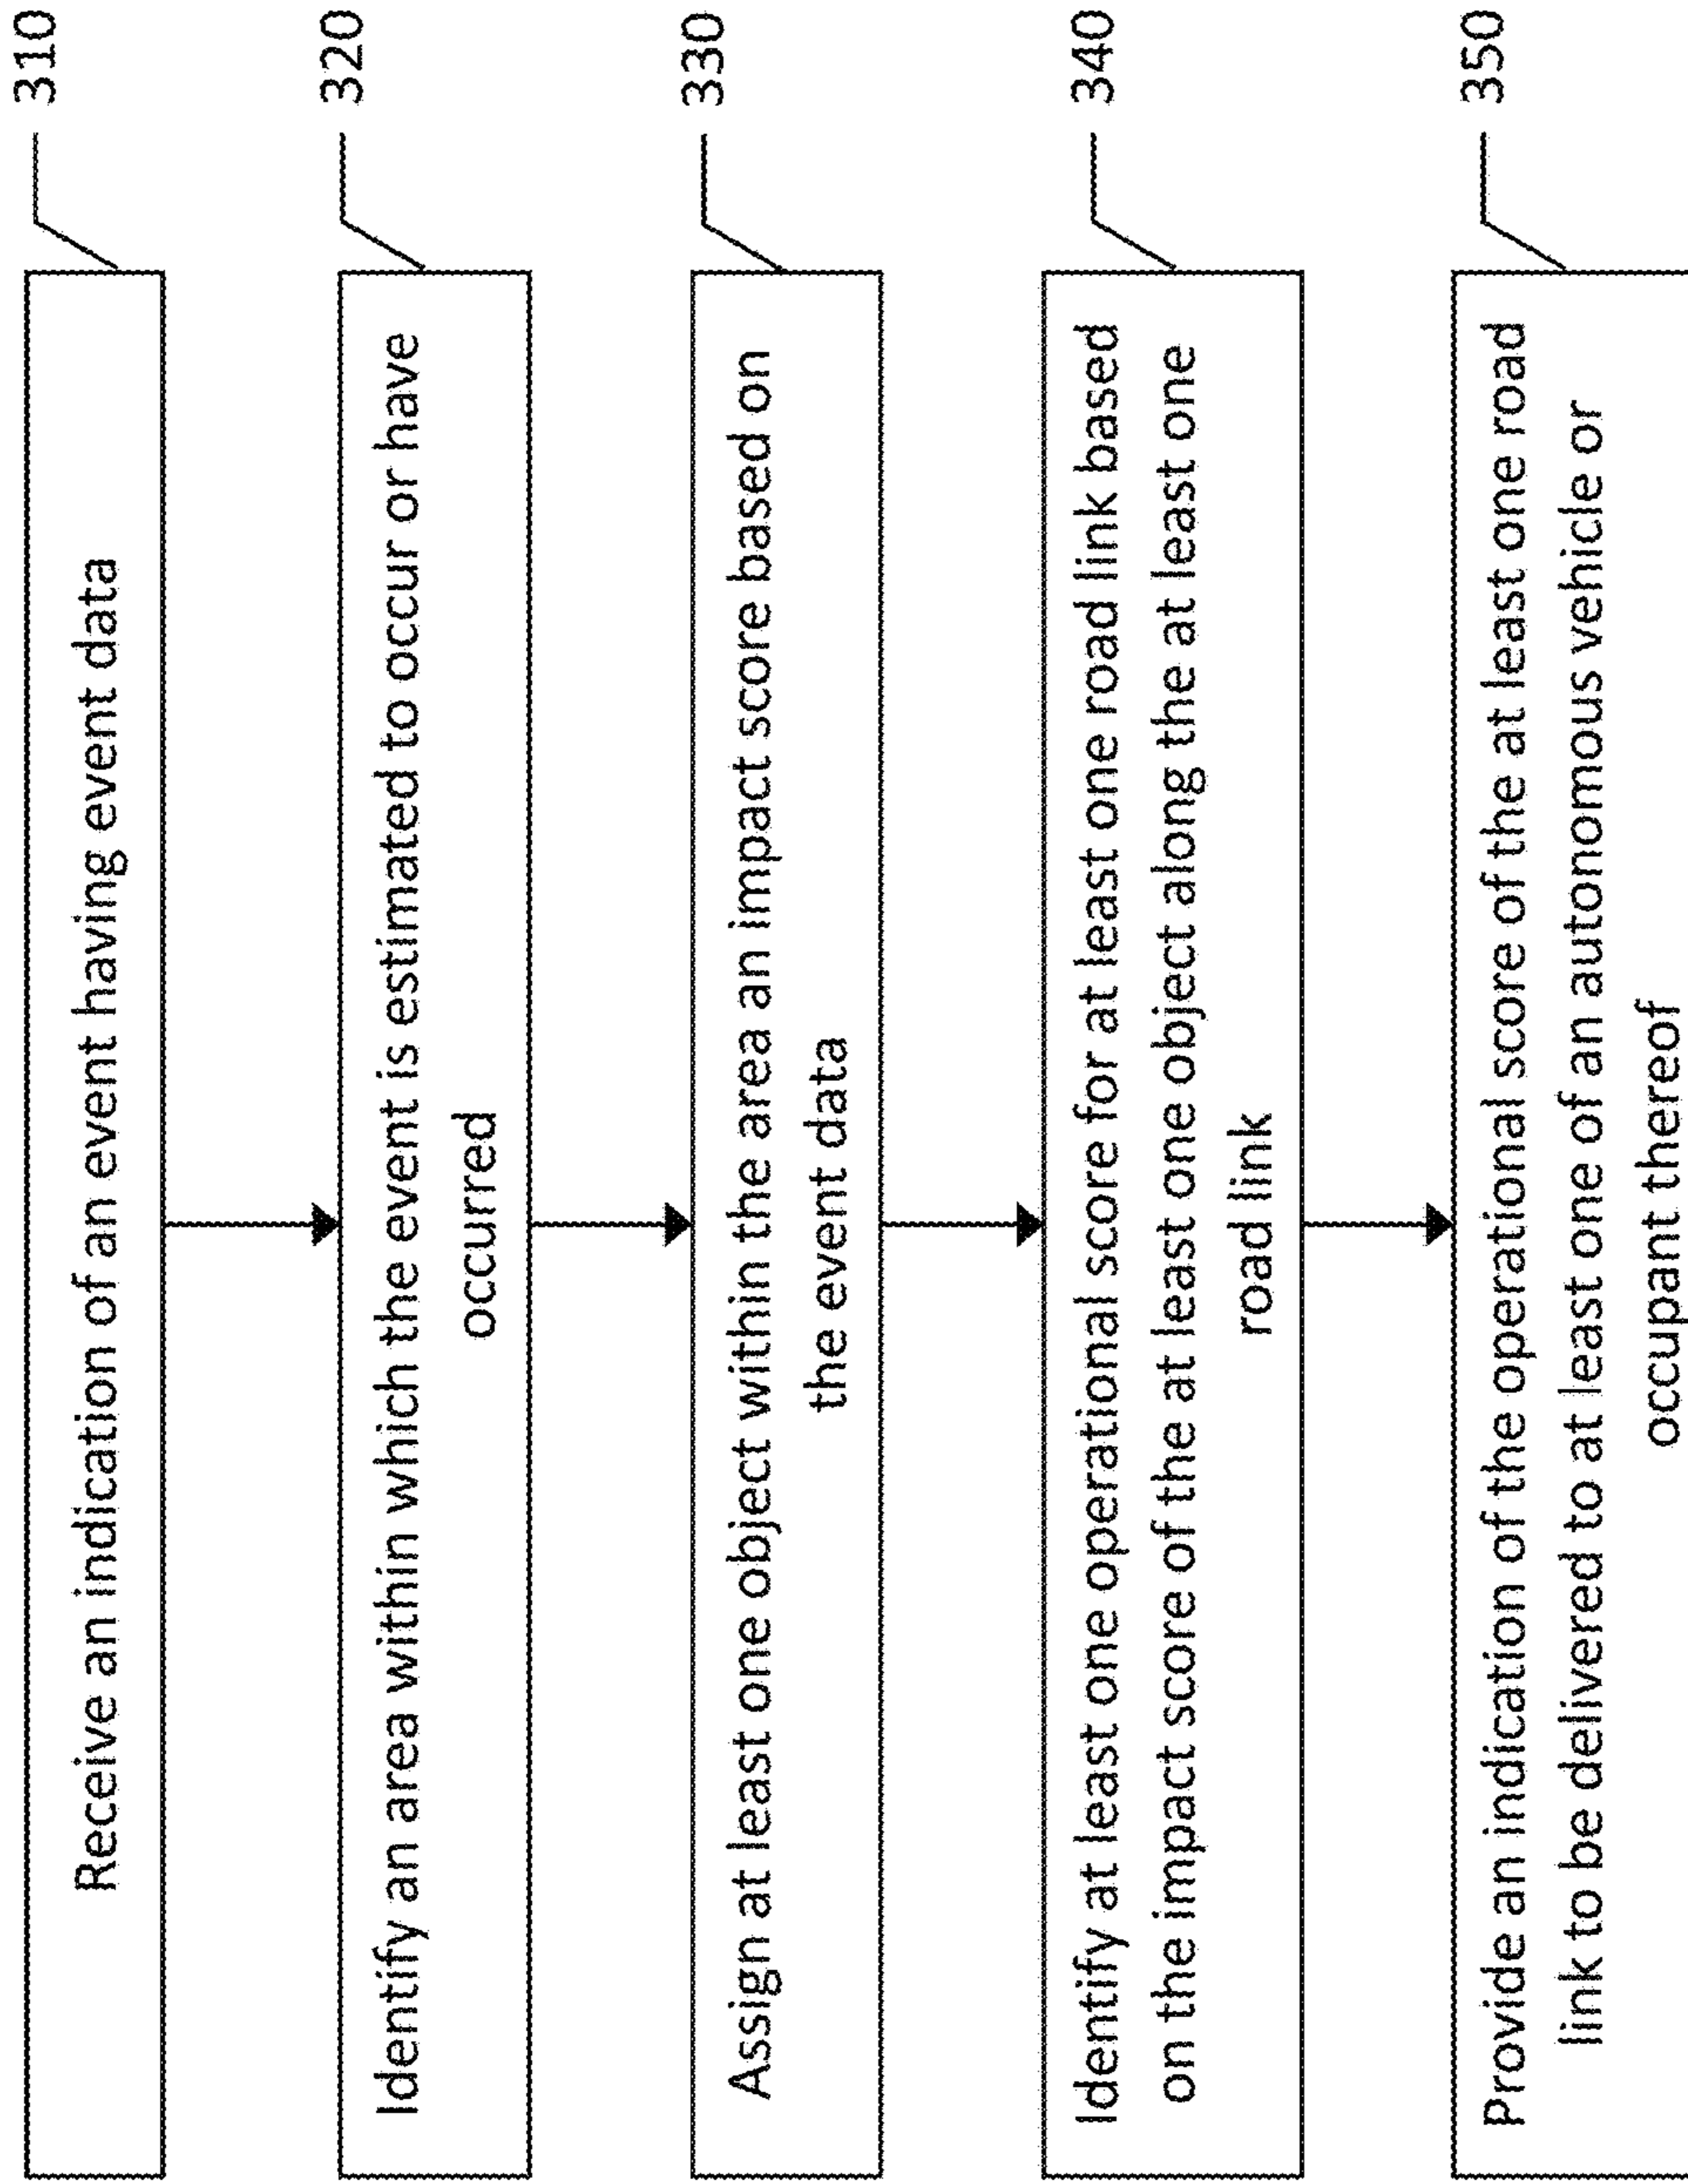 Receive an indication of an event having event data
310
Identify an area within which the event is estimated to occur or have
occurred
320
Assign at least one object within the area an impact score based on
the event data
330
Identify at least one operational score for at least one road link based
on the impact score of the at least one object along the at least one
road link
340
Provide an indication of the operational score of the at least one road
link to be delivered to at least one of an autonomous vehicle or
occupant thereof
350